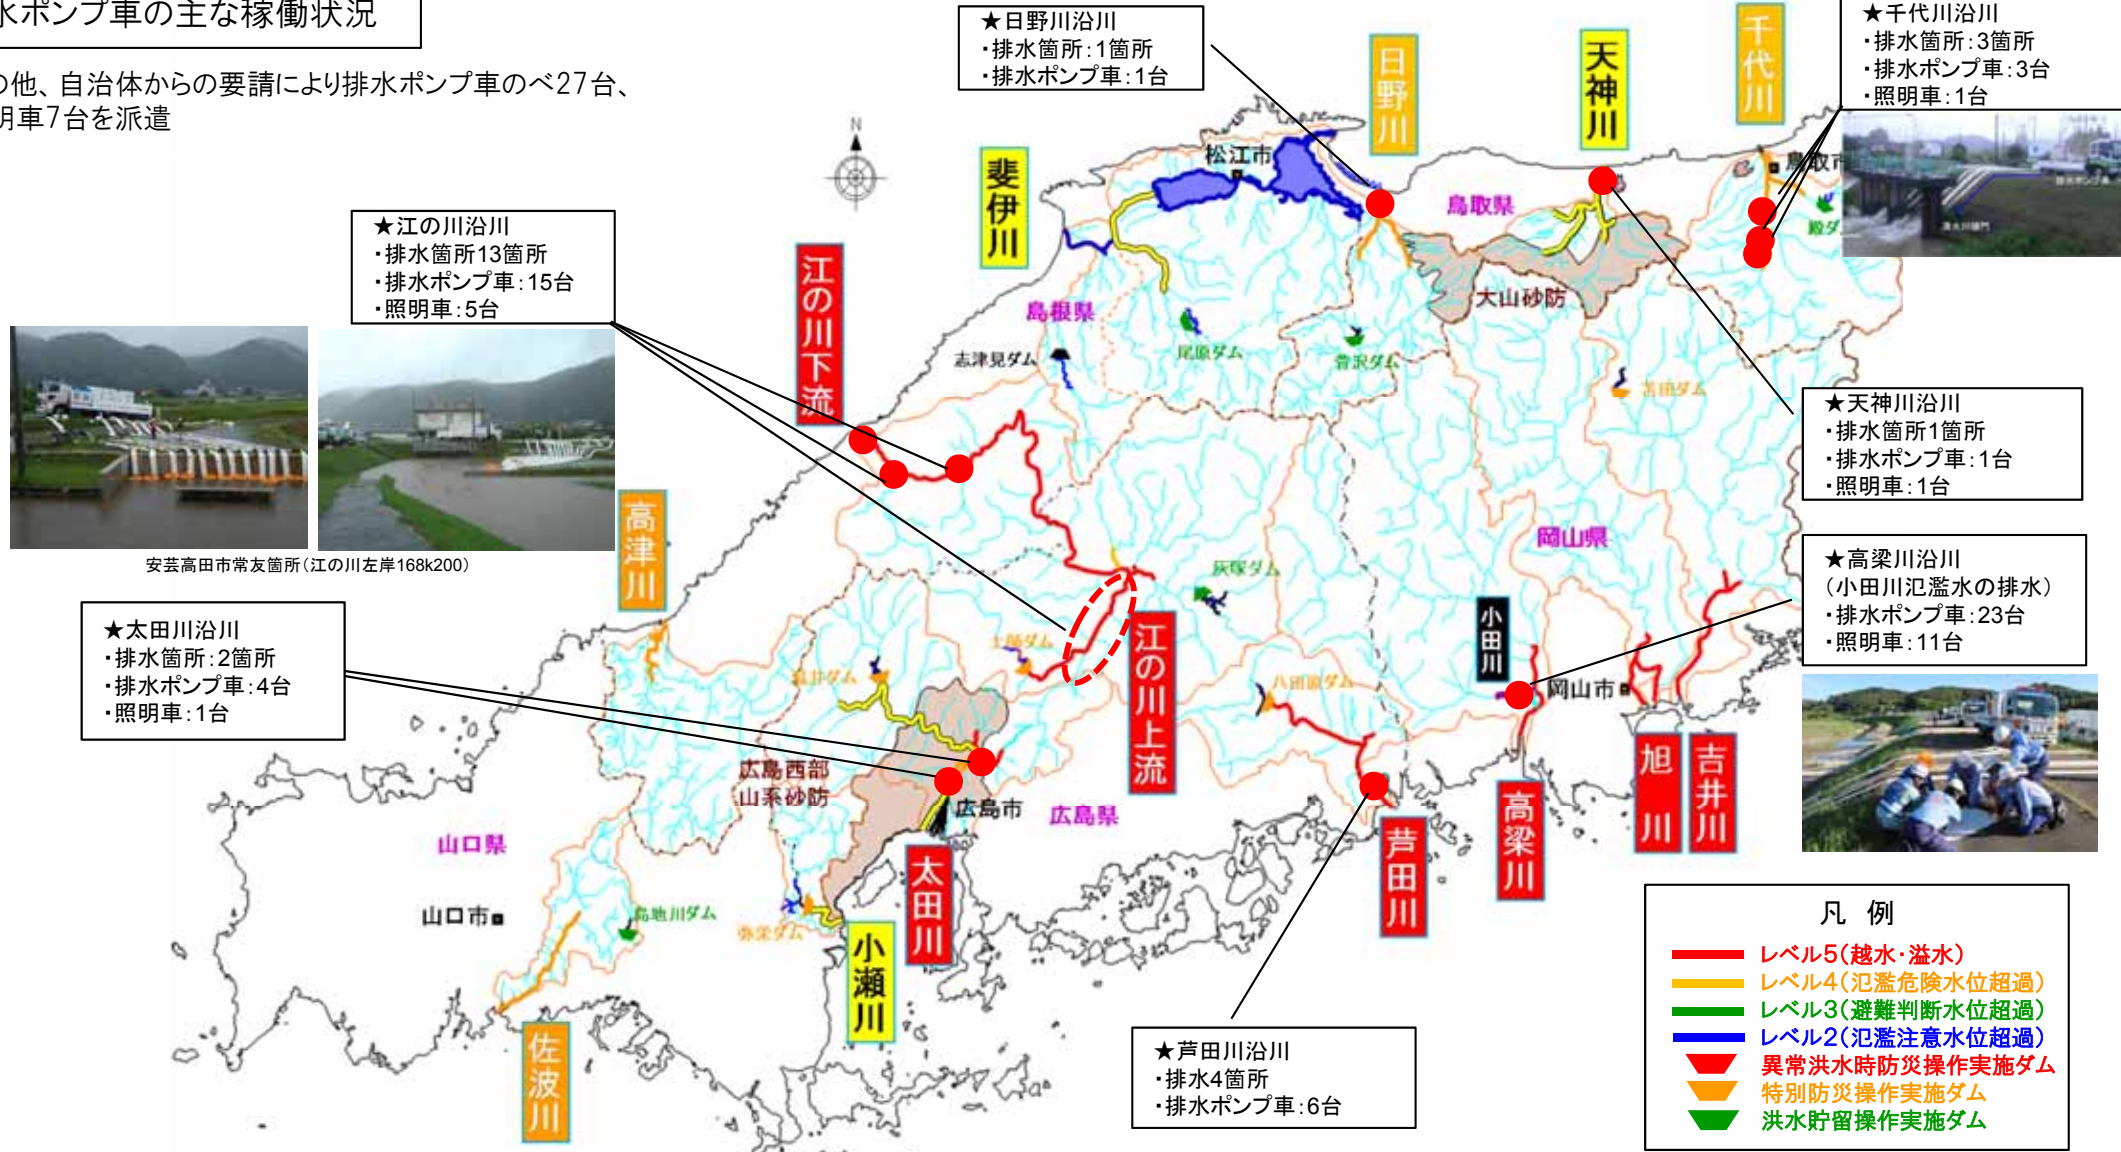 水ポンプ車の主な稼働状況
の他、自治体からの要請により排水ポンプ車のべ27台、
明車7台を派遣
★日野川沿川
・排水箇所:1箇所
・排水ポンプ車:1台
★千代川沿川
・排水箇所:3箇所
・排水ポンプ車:3台
・照明車:1台
日野川
天神川
千代川
斐伊川
N
松江市
鳥取県
鳥取市
殿ダ
★江の川沿川
・排水箇所13箇所
・排水ポンプ車:15台
・照明車:5台
江の川下流
島根県
大山砂防
志津見ダム
尾原ダム
菅沢ダム
苫田ダム
★天神川沿川
・排水箇所1箇所
・排水ポンプ車:1台
・照明車:1台
安芸高田市常友箇所(江の川左岸168k200)
高津川
岡山県
灰塚ダム
★高梁川沿川
(小田川氾濫水の排水)
・排水ポンプ車:23台
・照明車:11台
★太田川沿川
・排水箇所:2箇所
・排水ポンプ車:4台
・照明車:1台
小田川
土師ダム
温井ダム
江の川上流
八田原ダム
岡山市
広島西部
山系砂防
広島市
広島県
旭川
吉井川
高梁川
芦田川
山口県
太田川
山口市
島地川ダム
弥栄ダム
小瀬川
佐波川
★芦田川沿川
・排水4箇所
・排水ポンプ車:6台
凡 例
レベル5(越水・溢水)
レベル4(氾濫危険水位超過)
レベル3(避難判断水位超過)
レベル2(氾濫注意水位超過)
異常洪水時防災操作実施ダム
特別防災操作実施ダム
洪水貯留操作実施ダム